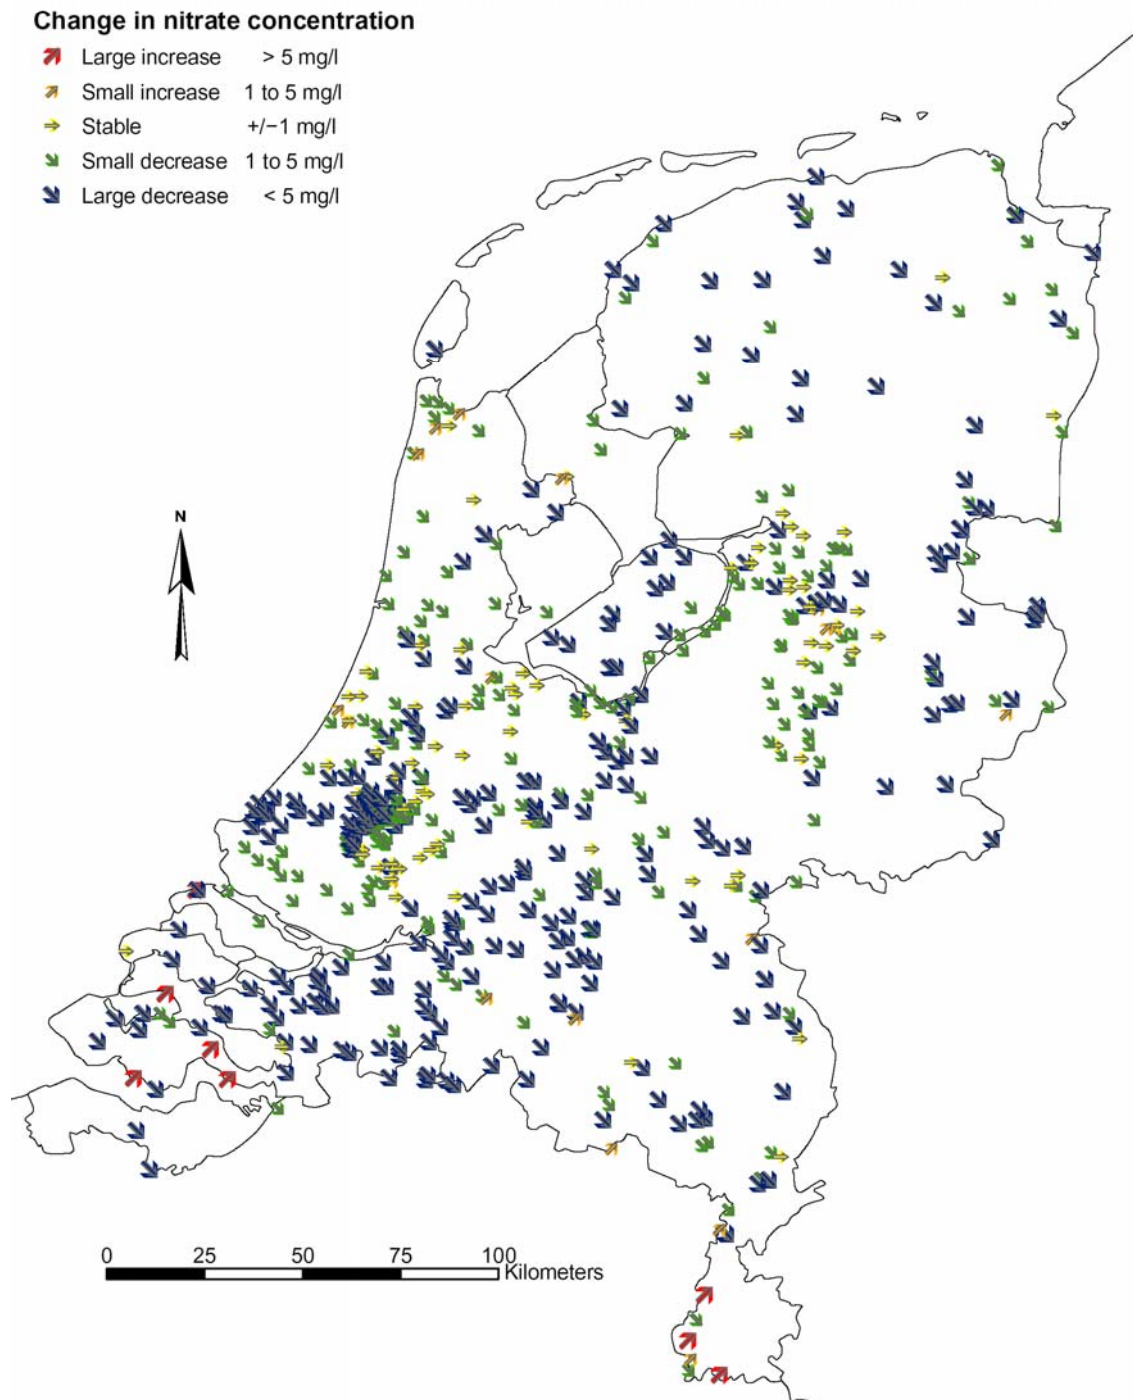 Change in nitrate concentration
Large increase > 5 mg/l
Small increase 1 to 5 mg/l
Stable +/−1 mg/l
Small decrease 1 to 5 mg/l
Large decrease < 5 mg/l
N
0 25 50 75 100
Kilometers